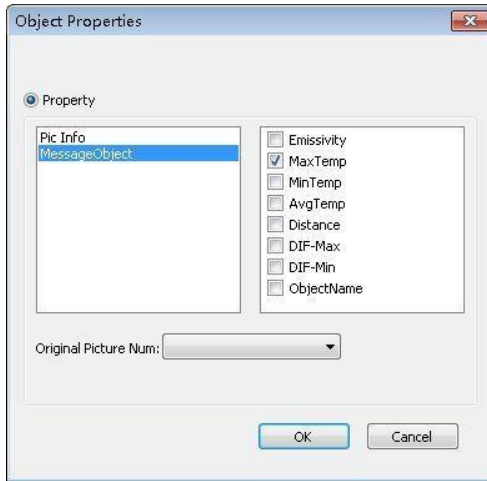 Object Properties
Property
Pic Info
MessageObject
Emissivity
MaxTemp
MinTemp
AvgTemp
Distance
DIF-Max
DIF-Min
ObjectName
Original Picture Num:
OK
Cancel